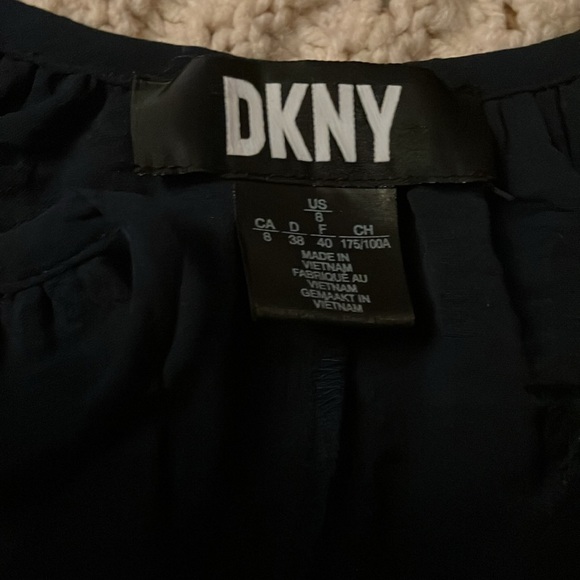 DKNY
US
8
CA D F CH
8 38 40 175/100A
MADE IN
VIETNAM
FABRIQUÉ AU
VIETNAM
GEMAAKT IN
VIETNAM